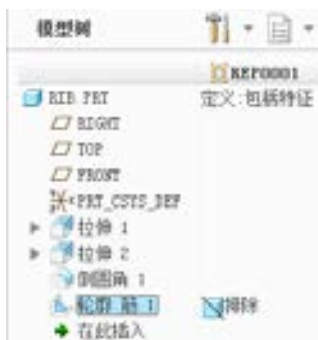 模型树
REF0001
RIB.PRT 定义:包络特征
RIGHT
TOP
FRONT
PRT_CSYS_DEF
拉伸 1
拉伸 2
倒圆角 1
轮廓 筋 1 排除
在此插入